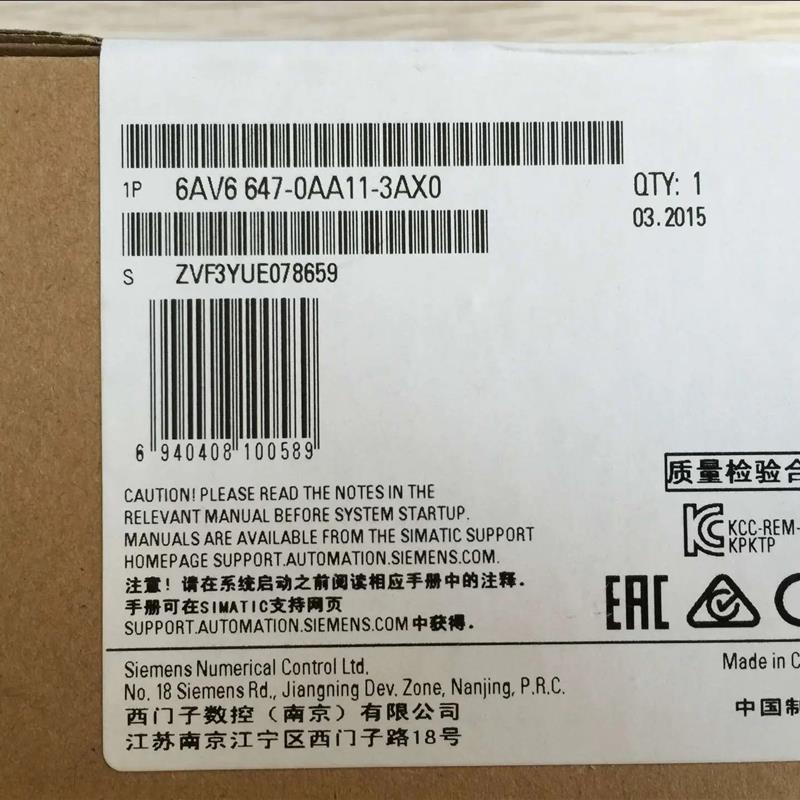 1P 6AV6 647-0AA11-3AX0
QTY: 1
03.2015
S ZVF3YUE078659
6 940408 100589
CAUTION! PLEASE READ THE NOTES IN THE
RELEVANT MANUAL BEFORE SYSTEM STARTUP.
MANUALS ARE AVAILABLE FROM THE SIMATIC SUPPORT
HOMEPAGE SUPPORT.AUTOMATION.SIEMENS.COM.
注意！请在系统启动之前阅读相应手册中的注释.
手册可在SIMATIC支持网页
SUPPORT.AUTOMATION.SIEMENS.COM 中获得.
质量检验合
KCC-REM-
KPKTP
EAC
Siemens Numerical Control Ltd.
No. 18 Siemens Rd., Jiangning Dev. Zone, Nanjing, P.R.C.
西门子数控（南京）有限公司
江苏南京江宁区西门子路18号
Made in C
中国制